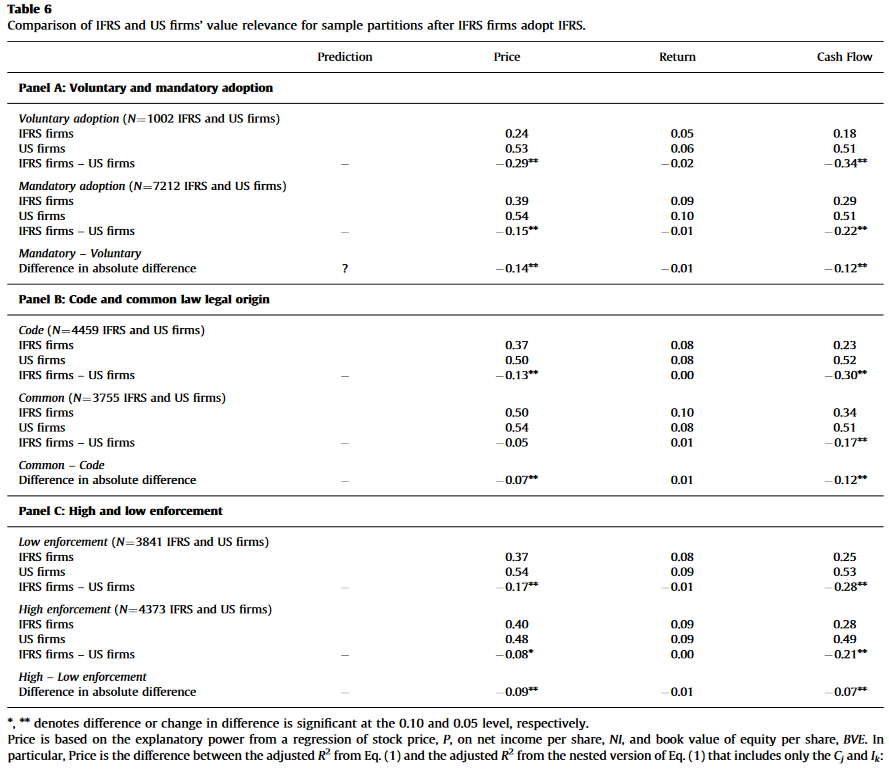 Table 6
Comparison of IFRS and US firms' value relevance for sample partitions after IFRS firms adopt IFRS.
Prediction Price Return Cash Flow
Panel A: Voluntary and mandatory adoption
Voluntary adoption (N=1002 IFRS and US firms)
IFRS firms 0.24 0.05 0.18
US firms 0.53 0.06 0.51
IFRS firms – US firms – –0.29** –0.02 –0.34**
Mandatory adoption (N=7212 IFRS and US firms)
IFRS firms 0.39 0.09 0.29
US firms 0.54 0.10 0.51
IFRS firms – US firms – –0.15** –0.01 –0.22**
Mandatory – Voluntary
Difference in absolute difference ? –0.14** –0.01 –0.12**
Panel B: Code and common law legal origin
Code (N=4459 IFRS and US firms)
IFRS firms 0.37 0.08 0.23
US firms 0.50 0.08 0.52
IFRS firms – US firms – –0.13** 0.00 –0.30**
Common (N=3755 IFRS and US firms)
IFRS firms 0.50 0.10 0.34
US firms 0.54 0.08 0.51
IFRS firms – US firms – –0.05 0.01 –0.17**
Common – Code
Difference in absolute difference – –0.07** 0.01 –0.12**
Panel C: High and low enforcement
Low enforcement (N=3841 IFRS and US firms)
IFRS firms 0.37 0.08 0.25
US firms 0.54 0.09 0.53
IFRS firms – US firms – –0.17** –0.01 –0.28**
High enforcement (N=4373 IFRS and US firms)
IFRS firms 0.40 0.09 0.28
US firms 0.48 0.09 0.49
IFRS firms – US firms – –0.08* 0.00 –0.21**
High – Low enforcement
Difference in absolute difference – –0.09** –0.01 –0.07**
*, ** denotes difference or change in difference is significant at the 0.10 and 0.05 level, respectively.
Price is based on the explanatory power from a regression of stock price, P, on net income per share, NI, and book value of equity per share, BVE. In
particular, Price is the difference between the adjusted R² from Eq. (1) and the adjusted R² from the nested version of Eq. (1) that includes only the Cj and Ik: